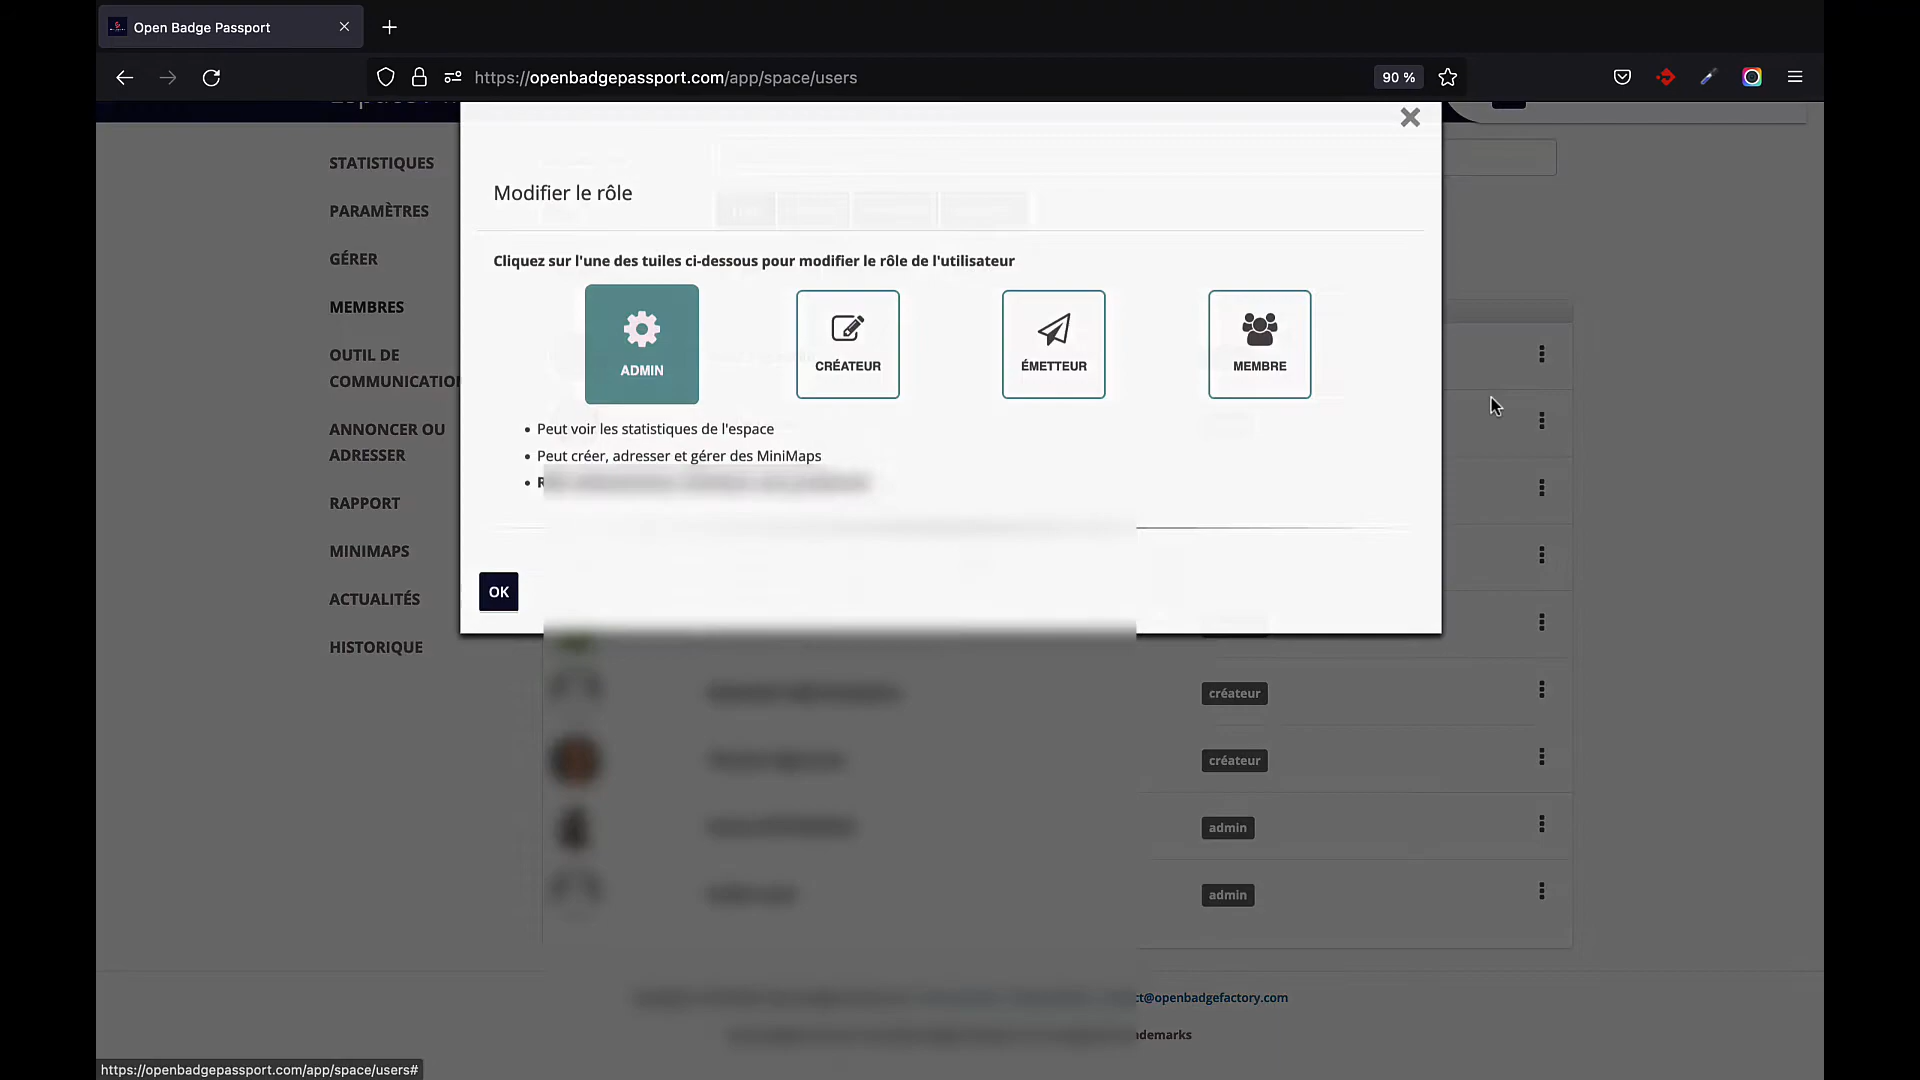 Open Badge Passport
https://openbadgepassport.com/app/space/users
90 %
STATISTIQUES
PARAMÈTRES
GÉRER
MEMBRES
OUTIL DE
COMMUNICATION
ANNONCER OU
ADRESSER
RAPPORT
MINIMAPS
ACTUALITÉS
HISTORIQUE
Modifier le rôle
Cliquez sur l'une des tuiles ci-dessous pour modifier le rôle de l'utilisateur
ADMIN
CRÉATEUR
ÉMETTEUR
MEMBRE
• Peut voir les statistiques de l'espace
• Peut créer, adresser et gérer des MiniMaps
OK
créateur
créateur
admin
admin
ct@openbadgefactory.com
demarks
https://openbadgepassport.com/app/space/users#